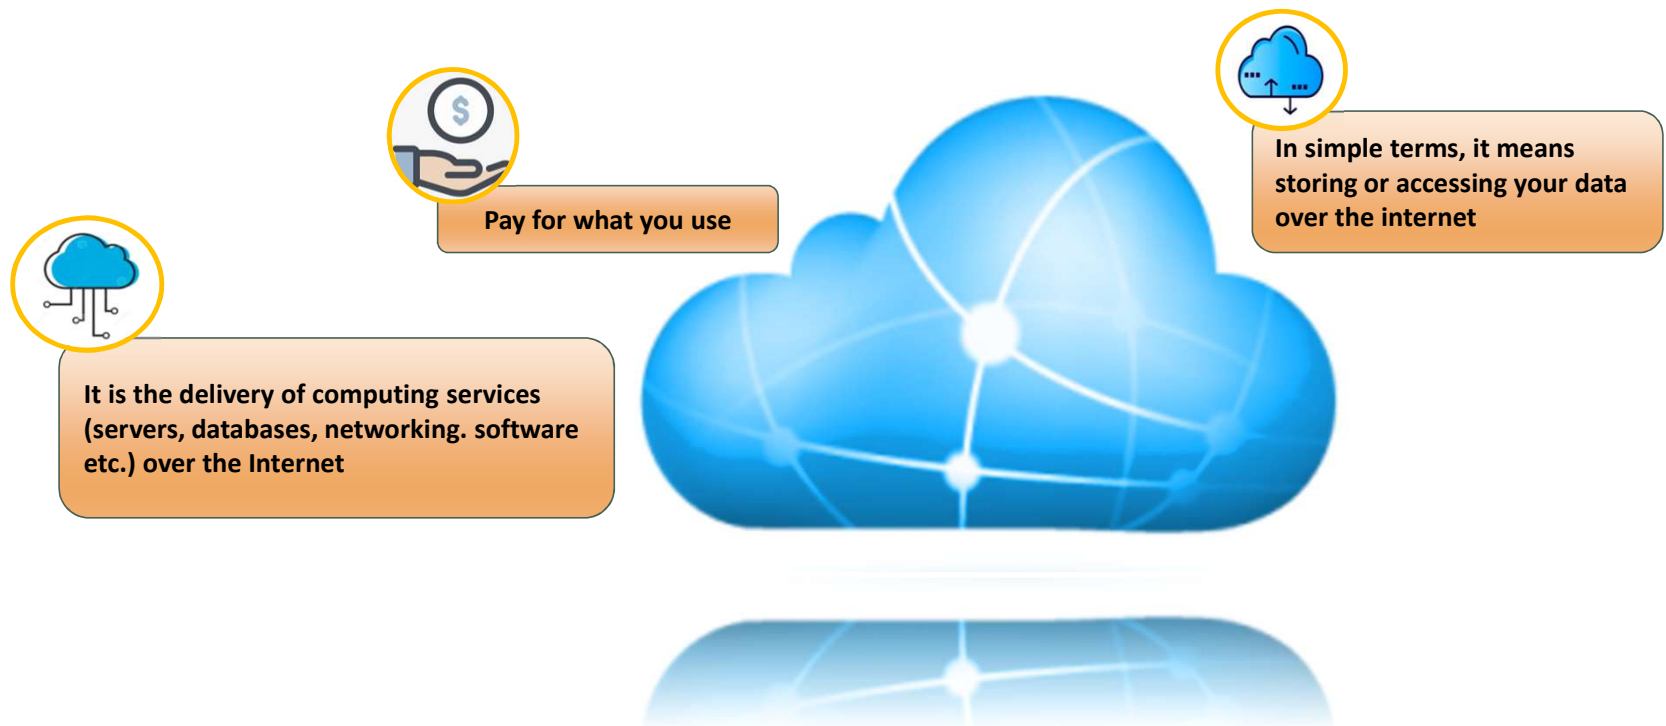 It is the delivery of computing services
(servers, databases, networking. software
etc.) over the Internet
Pay for what you use
$
In simple terms, it means
storing or accessing your data
over the internet